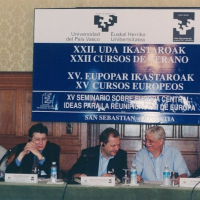 Universidad
del País Vasco
Euskal Herriko
Unibertsitatea
XXII. UDA IKASTAROAK
XXII CURSOS DE VERANO
XV. EUROPAR IKASTAROAK
XV CURSOS EUROPEOS
XV SEMINARIO SOBRE EUROPA CENTRAL:
IDEAS PARA LA REUNIFICACIÓN DE EUROPA
SAN SEBASTIAN